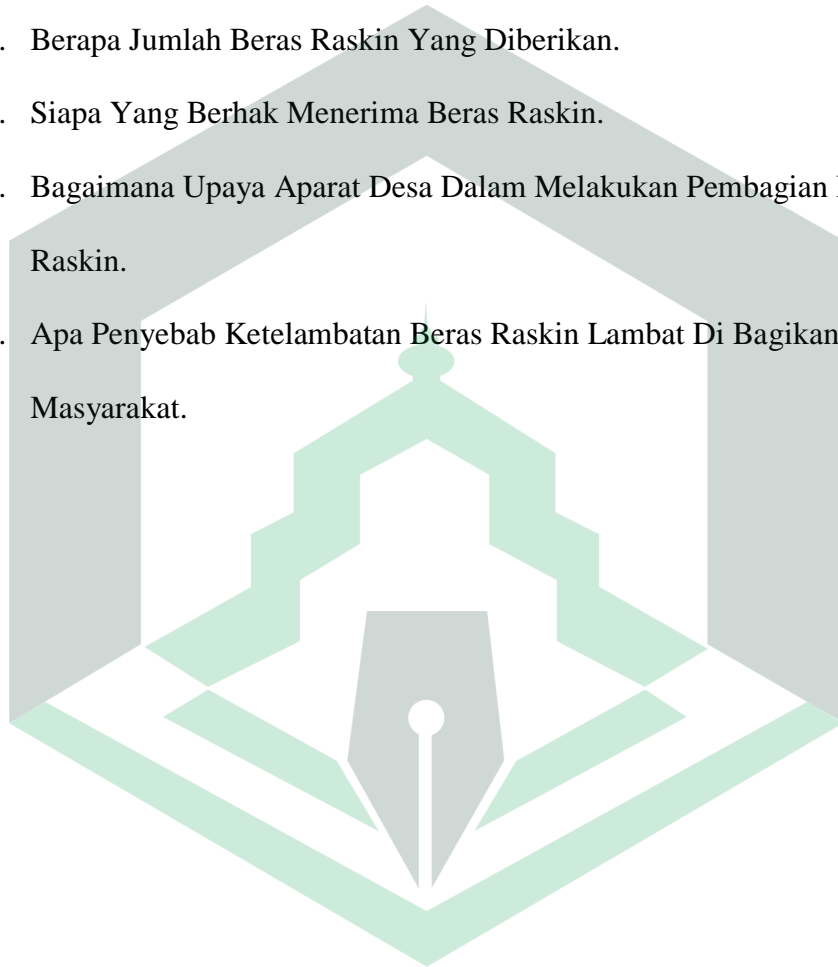 . Berapa Jumlah Beras Raskin Yang Diberikan.
. Siapa Yang Berhak Menerima Beras Raskin.
. Bagaimana Upaya Aparat Desa Dalam Melakukan Pembagian
Raskin.
. Apa Penyebab Ketelambatan Beras Raskin Lambat Di Bagikan
Masyarakat.